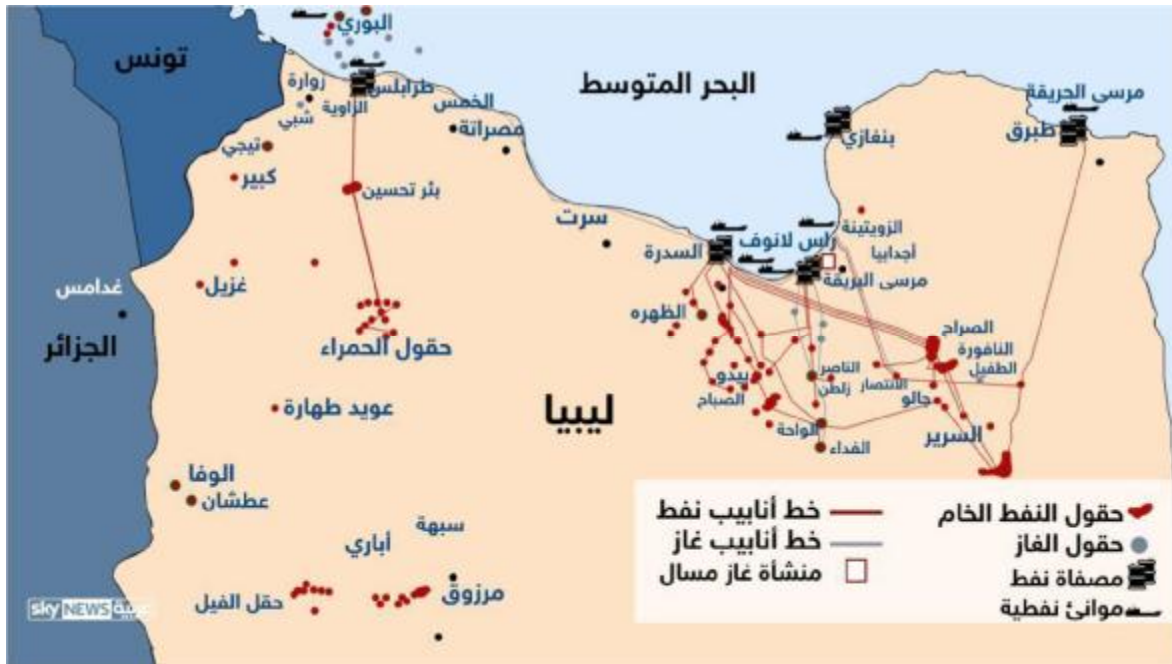 البوري
تونس
البحر المتوسط
مرسى الحريقة
طبرق
زوارة
طرابلس
الزاوية
شبي
الخمس
مصراتة
بنغازي
تيجي
كبير
بئر تحسين
سرت
الزويتينة
راس لانوف
أجدابيا
السدرة
مرسى البريقة
غدامس
غزيل
الظهره
الصراح
النافورة
الطفيل
الجزائر
حقول الحمراء
الناصر
بيدو
زلطن
الانتصار
جالو
الصباح
عويد طهارة
ليبيا
الواحة
السرير
الفداء
الوفا
عطشان
سبهة
أباري
مرزوق
حقل الفيل
حقول النفط الخام
خط أنابيب نفط
حقول الغاز
خط أنابيب غاز
مصفاة نفط
منشأة غاز مسال
موانئ نفطية
sky NEWS عربية